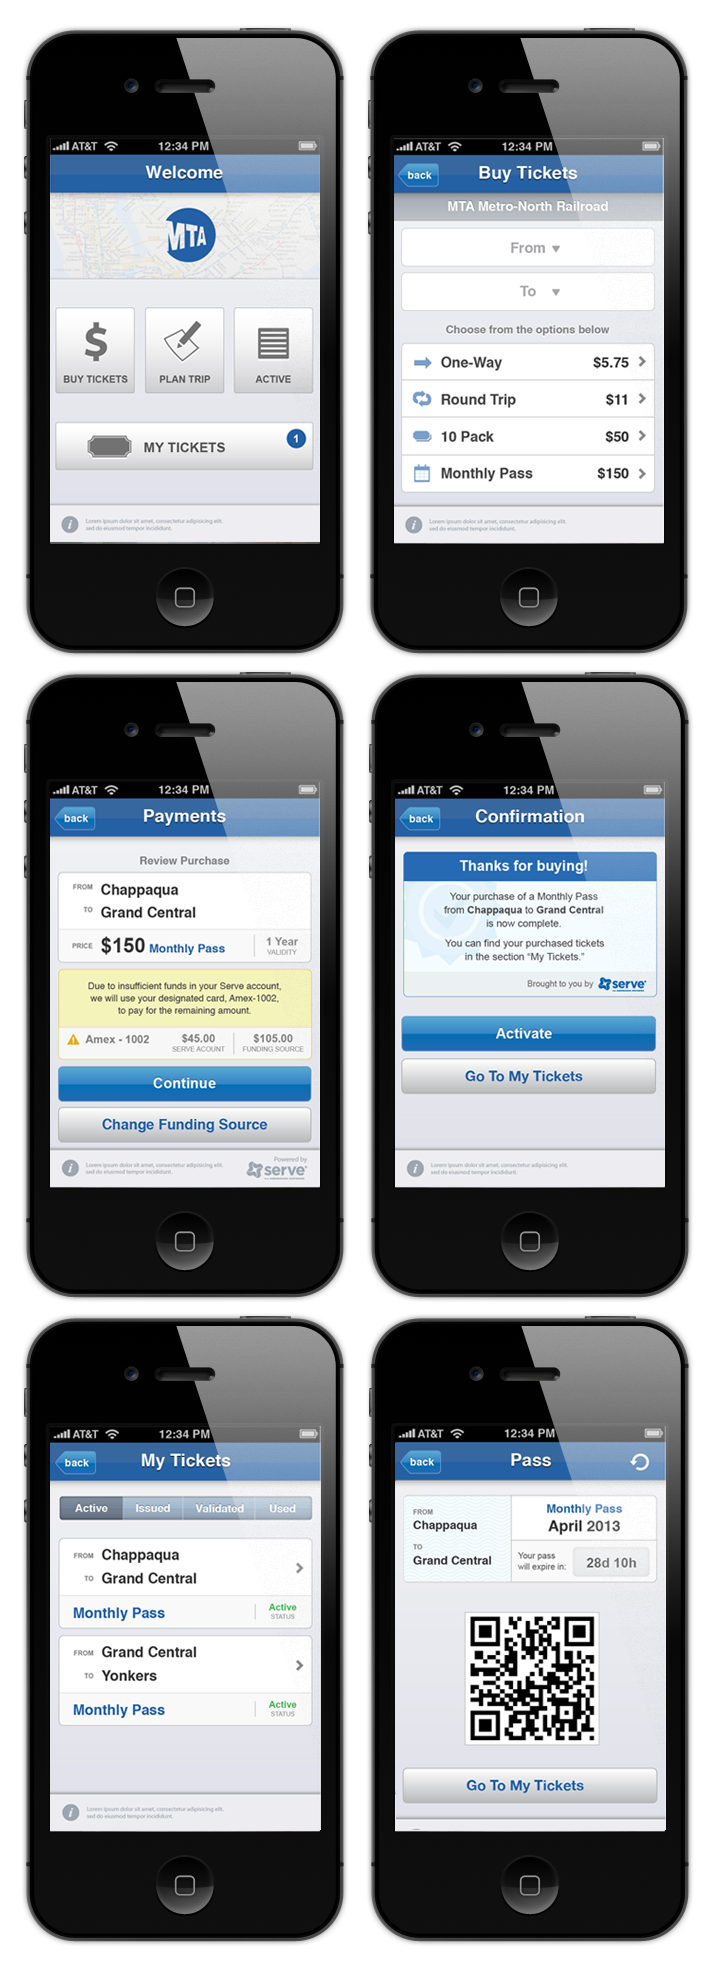 AT&T 12:34 PM
Welcome
MTA
BUY TICKETS
PLAN TRIP
ACTIVE
MY TICKETS
1
Lorem ipsum dolor sit amet, consectetur adipisicing elit.
sed do eiusmod tempor incididunt.
AT&T 12:34 PM
back
Buy Tickets
MTA Metro-North Railroad
From
To
Choose from the options below
One-Way $5.75
Round Trip $11
10 Pack $50
Monthly Pass $150
Lorem ipsum dolor sit amet, consectetur adipisicing elit.
sed do eiusmod tempor incididunt.
AT&T 12:34 PM
back
Payments
Review Purchase
FROM Chappaqua
TO Grand Central
PRICE $150 Monthly Pass
1 Year
VALIDITY
Due to insufficient funds in your Serve account,
we will use your designated card, Amex-1002,
to pay for the remaining amount.
Amex - 1002
$45.00
SERVE ACOUNT
$105.00
FUNDING SOURCE
Continue
Change Funding Source
Lorem ipsum dolor sit amet, consectetur adipisicing elit.
sed do eiusmod tempor incididunt.
Powered by
serve
AT&T 12:34 PM
back
Confirmation
Thanks for buying!
Your purchase of a Monthly Pass
from Chappaqua to Grand Central
is now complete.
You can find your purchased tickets
in the section "My Tickets."
Brought to you by serve
Activate
Go To My Tickets
Lorem ipsum dolor sit amet, consectetur adipisicing elit.
sed do eiusmod tempor incididunt.
AT&T 12:34 PM
back
My Tickets
Active Issued Validated Used
FROM Chappaqua
TO Grand Central
Monthly Pass
Active
STATUS
FROM Grand Central
TO Yonkers
Monthly Pass
Active
STATUS
Lorem ipsum dolor sit amet, consectetur adipisicing elit.
sed do eiusmod tempor incididunt.
AT&T 12:34 PM
back
Pass
FROM
Chappaqua
TO
Grand Central
Monthly Pass
April 2013
Your pass
will expire in:
28d 10h
Go To My Tickets